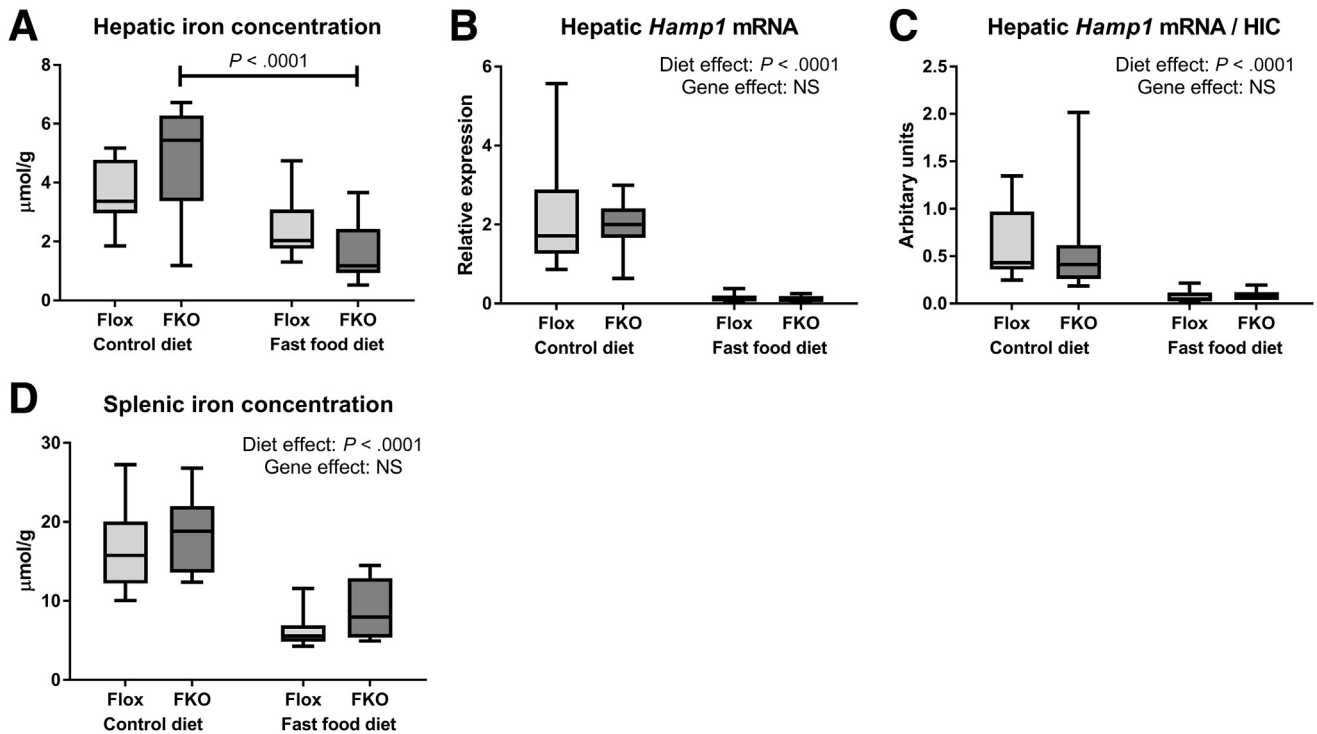 A
Hepatic iron concentration
P < .0001
8
6
4
2
0
μmol/g
Flox
FKO
Flox
FKO
Control diet
Fast food diet
B
Hepatic Hamp1 mRNA
Diet effect: P < .0001
Gene effect: NS
6
4
2
0
Relative expression
Flox
FKO
Flox
FKO
Control diet
Fast food diet
C
Hepatic Hamp1 mRNA / HIC
Diet effect: P < .0001
Gene effect: NS
2.5
2.0
1.5
1.0
0.5
0.0
Arbitary units
Flox
FKO
Flox
FKO
Control diet
Fast food diet
D
Splenic iron concentration
Diet effect: P < .0001
Gene effect: NS
30
20
10
0
μmol/g
Flox
FKO
Flox
FKO
Control diet
Fast food diet